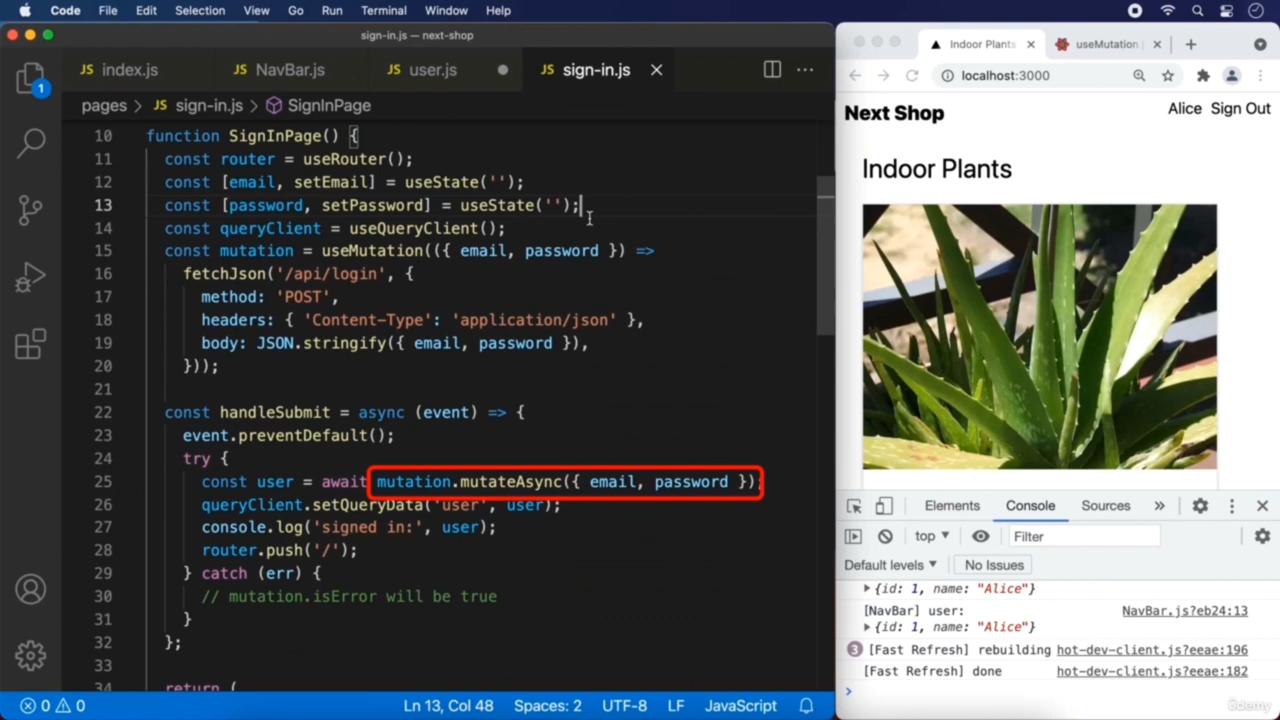 Code File Edit Selection View Go Run Terminal Window Help
sign-in.js — next-shop
JS index.js JS NavBar.js JS user.js JS sign-in.js
pages > JS sign-in.js > SignInPage
10 function SignInPage() {
11 const router = useRouter();
12 const [email, setEmail] = useState('');
13 const [password, setPassword] = useState('');
14 const queryClient = useQueryClient();
15 const mutation = useMutation(({ email, password }) =>
16 fetchJson('/api/login', {
17 method: 'POST',
18 headers: { 'Content-Type': 'application/json' },
19 body: JSON.stringify({ email, password }),
20 }));
21
22 const handleSubmit = async (event) => {
23 event.preventDefault();
24 try {
25 const user = await mutation.mutateAsync({ email, password });
26 queryClient.setQueryData('user', user);
27 console.log('signed in:', user);
28 router.push('/');
29 } catch (err) {
30 // mutation.isError will be true
31 }
32 };
33
34 return (
1
0 0 Ln 13, Col 48 Spaces: 2 UTF-8 LF JavaScript
Indoor Plants useMutation
localhost:3000
Next Shop Alice Sign Out
Indoor Plants
Elements Console Sources »
top Filter
Default levels No Issues
{id: 1, name: "Alice"}
[NavBar] user: NavBar.js?eb24:13
{id: 1, name: "Alice"}
3 [Fast Refresh] rebuilding hot-dev-client.js?eeae:196
[Fast Refresh] done hot-dev-client.js?eeae:182
>
ûdemy